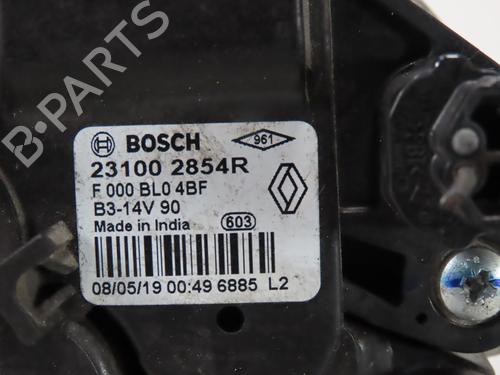 B-PARTS
BOSCH
961
23100 2854R
F 000 BL0 4BF
B3-14V 90
Made in India
603
08/05/19 00:49 6885 L2